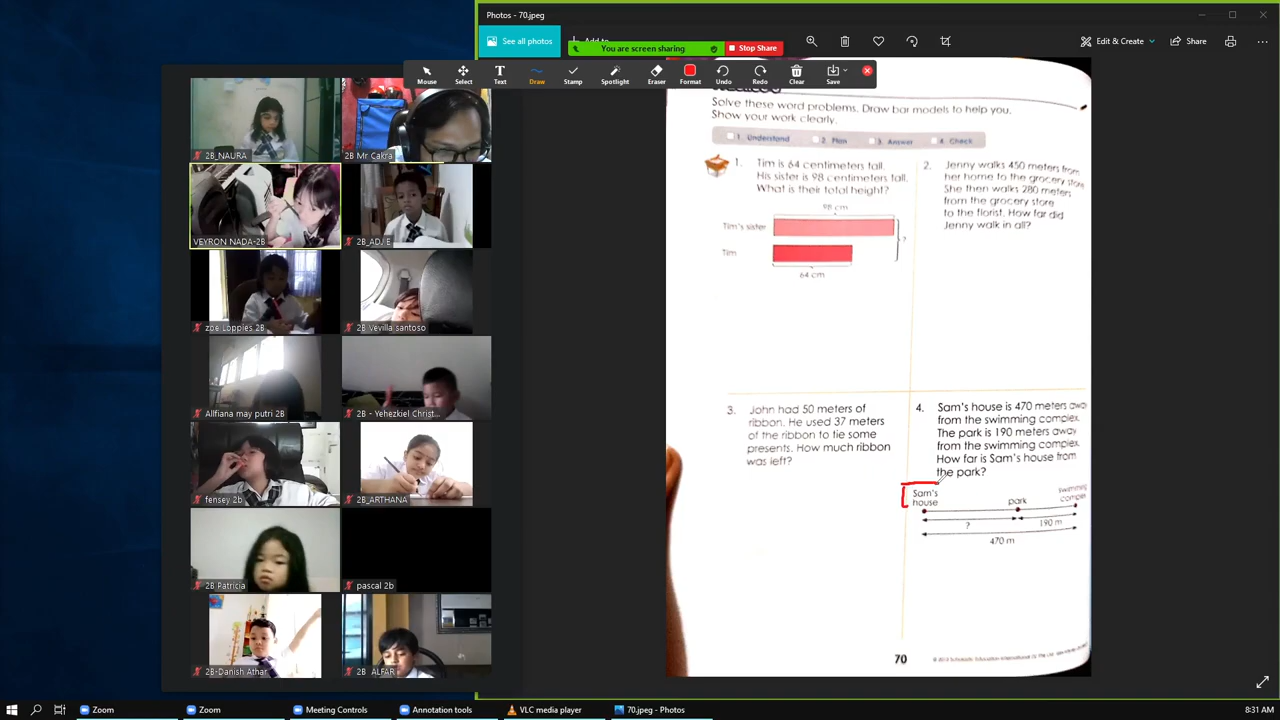 Photos - 70.jpeg
See all photos
Add to
You are screen sharing
Stop Share
Edit & Create
Share
Mouse
Select
Text
Draw
Stamp
Spotlight
Eraser
Format
Undo
Redo
Clear
Save
2B_NAURA
2B Mr Cakra
VEYRON NADA-2B
2B_ADJIE
zoe Loppies 2B
2B Vevilla santoso
Allfiana may putri 2B
2B - Yehezkiel Christ...
fensey 2b
2B_ARTHANA
2B Patricia
pascal 2b
2B-Danish Athar
2B ALFAR
Solve these word problems. Draw bar models to help you.
Show your work clearly.
1. Understand
2. Plan
3. Answer
4. Check
1. Tim is 64 centimeters tall.
His sister is 98 centimeters tall.
What is their total height?
98 cm
Tim's sister
?
Tim
64 cm
2. Jenny walks 450 meters from
her home to the grocery store.
She then walks 280 meters
from the grocery store
to the florist. How far did
Jenny walk in all?
3. John had 50 meters of
ribbon. He used 37 meters
of the ribbon to tie some
presents. How much ribbon
was left?
4. Sam's house is 470 meters away
from the swimming complex.
The park is 190 meters away
from the swimming complex.
How far is Sam's house from
the park?
Sam's
house
park
swimming
complex
?
190 m
470 m
70
Zoom
Zoom
Meeting Controls
Annotation tools
VLC media player
70.jpeg - Photos
8:31 AM